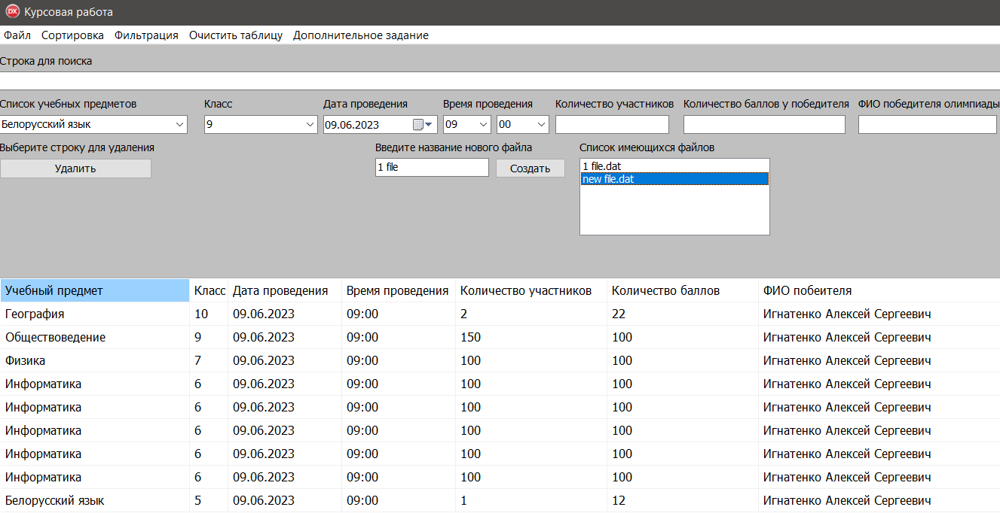 DX Курсовая работа
Файл Сортировка Фильтрация Очистить таблицу Дополнительное задание
Строка для поиска
Список учебных предметов Класс Дата проведения Время проведения Количество участников Количество баллов у победителя ФИО победителя олимпиады
Белорусский язык 9 09.06.2023 09 00
Выберите строку для удаления Введите название нового файла Список имеющихся файлов
Удалить 1 file Создать 1 file.dat
new file.dat
Учебный предмет Класс Дата проведения Время проведения Количество участников Количество баллов ФИО побеителя
География 10 09.06.2023 09:00 2 22 Игнатенко Алексей Сергеевич
Обществоведение 9 09.06.2023 09:00 150 100 Игнатенко Алексей Сергеевич
Физика 7 09.06.2023 09:00 100 100 Игнатенко Алексей Сергеевич
Информатика 6 09.06.2023 09:00 100 100 Игнатенко Алексей Сергеевич
Информатика 6 09.06.2023 09:00 100 100 Игнатенко Алексей Сергеевич
Информатика 6 09.06.2023 09:00 100 100 Игнатенко Алексей Сергеевич
Информатика 6 09.06.2023 09:00 100 100 Игнатенко Алексей Сергеевич
Информатика 6 09.06.2023 09:00 100 100 Игнатенко Алексей Сергеевич
Белорусский язык 5 09.06.2023 09:00 1 12 Игнатенко Алексей Сергеевич